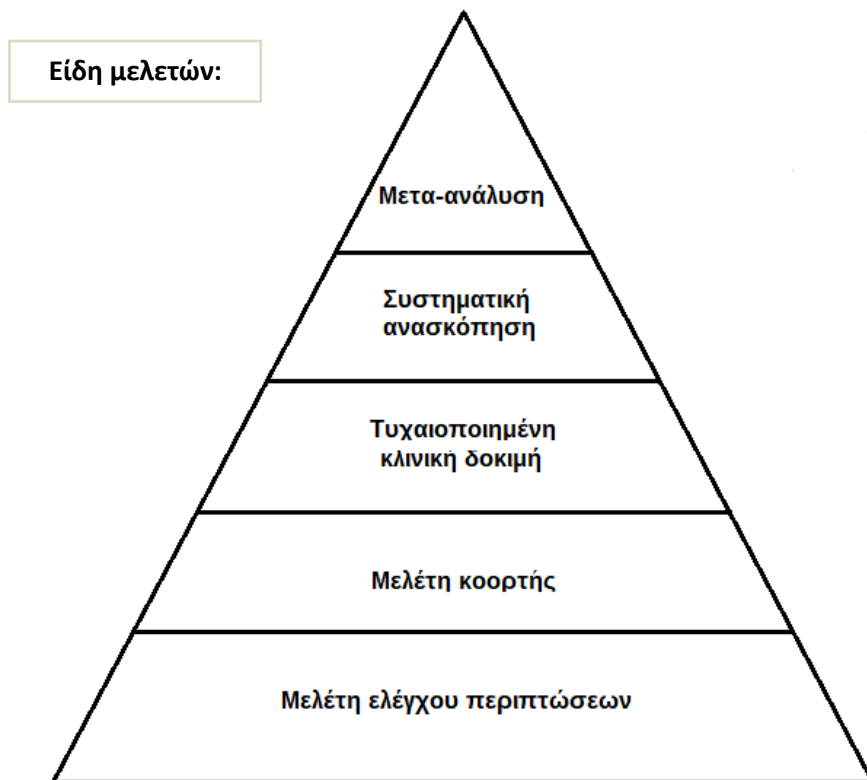 Είδη μελετών:
Μετα-ανάλυση
Συστηματική
ανασκόπηση
Τυχαιοποιημένη
κλινική δοκιμή
Μελέτη κοορτής
Μελέτη ελέγχου περιπτώσεων